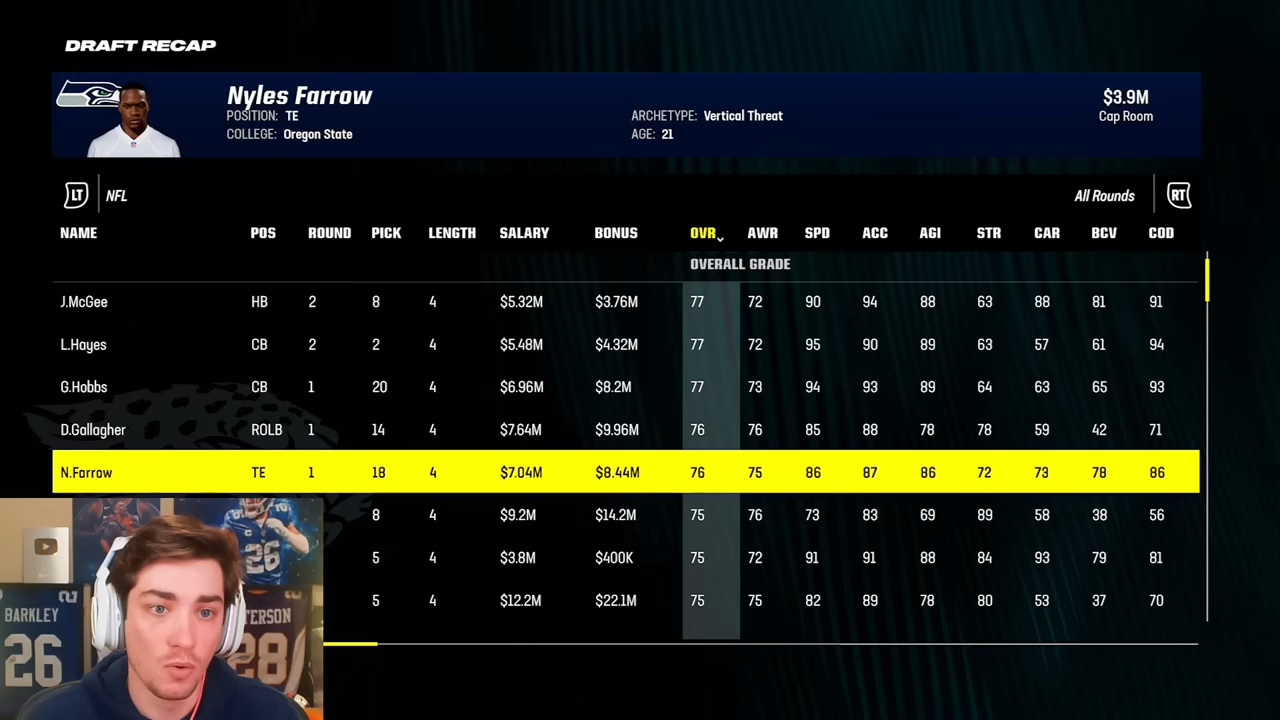 DRAFT RECAP
Nyles Farrow
POSITION: TE
COLLEGE: Oregon State
ARCHETYPE: Vertical Threat
AGE: 21
$3.9M
Cap Room
LT NFL
All Rounds RT
NAME POS ROUND PICK LENGTH SALARY BONUS OVR AWR SPD ACC AGI STR CAR BCV COD
OVERALL GRADE
J.McGee HB 2 8 4 $5.32M $3.76M 77 72 90 94 88 63 88 81 91
L.Hayes CB 2 2 4 $5.48M $4.32M 77 72 95 90 89 63 57 61 94
G.Hobbs CB 1 20 4 $6.96M $8.2M 77 73 94 93 89 64 63 65 93
D.Gallagher ROLB 1 14 4 $7.64M $9.96M 76 76 85 88 78 78 59 42 71
N.Farrow TE 1 18 4 $7.04M $8.44M 76 75 86 87 86 72 73 78 86
8 4 $9.2M $14.2M 75 76 73 83 69 89 58 38 56
5 4 $3.8M $400K 75 72 91 91 88 84 93 79 81
5 4 $12.2M $22.1M 75 75 82 89 78 80 53 37 70
26
BARKLEY
26
TERSON
28